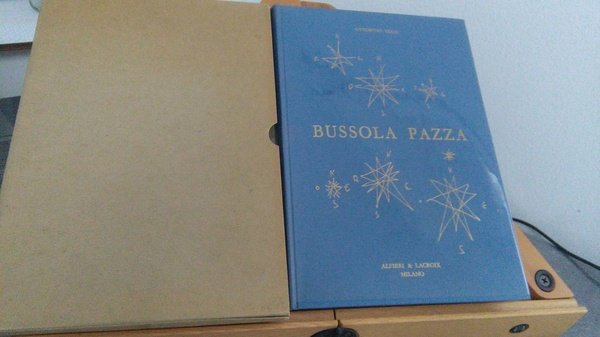 BUSSOLA PAZZA
ALFIERI & LACROIX
MILANO